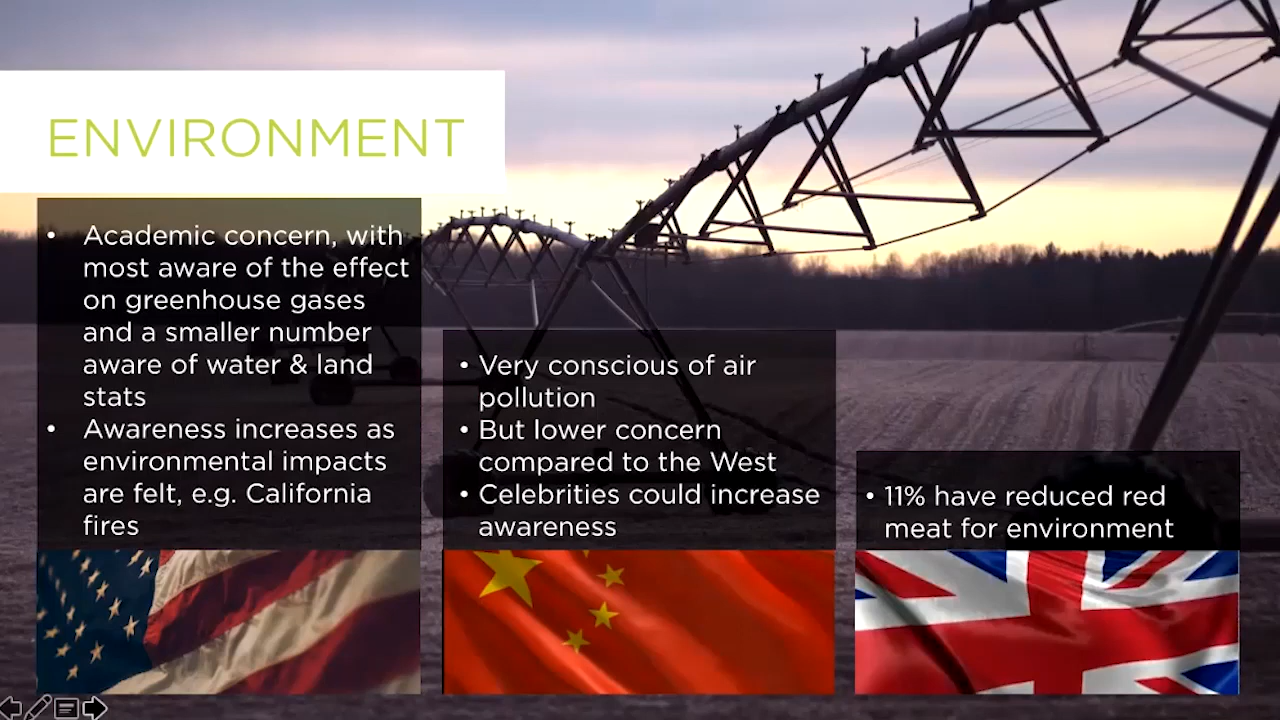 ENVIRONMENT
• Academic concern, with
most aware of the effect
on greenhouse gases
and a smaller number
aware of water & land
stats
• Awareness increases as
environmental impacts
are felt, e.g. California
fires
• Very conscious of air
pollution
• But lower concern
compared to the West
• Celebrities could increase
awareness
• 11% have reduced red
meat for environment